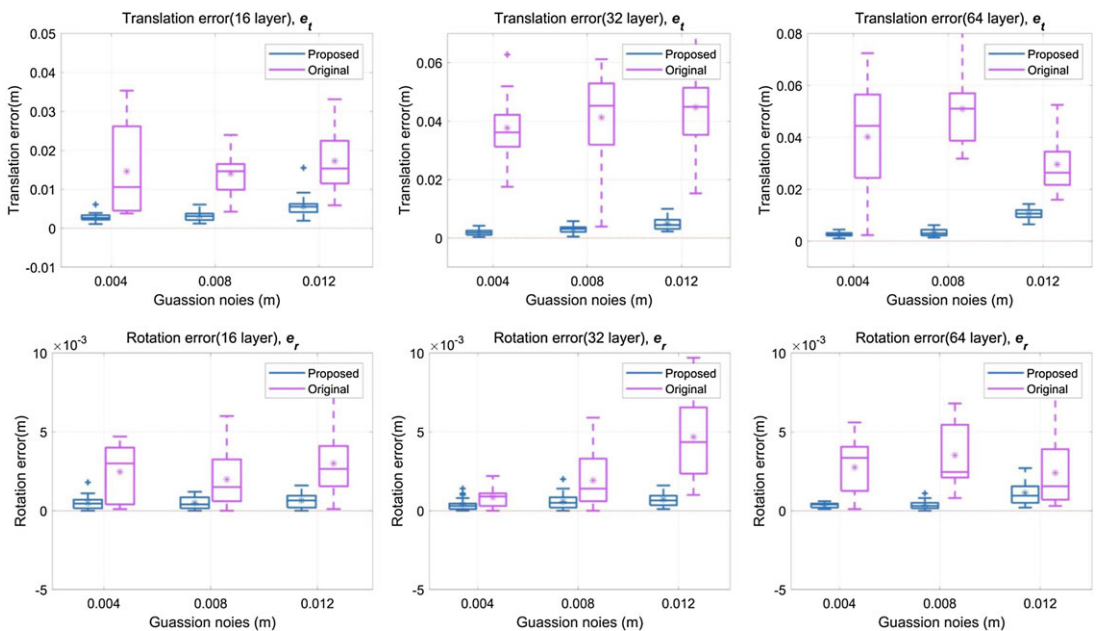 Translation error(16 layer), e_t
Translation error(m)
0.05
0.04
0.03
0.02
0.01
0
-0.01
Proposed
Original
0.004 0.008 0.012
Guassion noies (m)
Translation error(32 layer), e_t
Translation error(m)
0.06
0.04
0.02
0
Proposed
Original
0.004 0.008 0.012
Guassion noies (m)
Translation error(64 layer), e_t
Translation error(m)
0.08
0.06
0.04
0.02
0
Proposed
Original
0.004 0.008 0.012
Guassion noies (m)
Rotation error(16 layer), e_r
×10^-3
Rotation error(m)
10
5
0
-5
Proposed
Original
0.004 0.008 0.012
Guassion noies (m)
Rotation error(32 layer), e_r
×10^-3
Rotation error(m)
10
5
0
-5
Proposed
Original
0.004 0.008 0.012
Guassion noies (m)
Rotation error(64 layer), e_r
×10^-3
Rotation error(m)
10
5
0
-5
Proposed
Original
0.004 0.008 0.012
Guassion noies (m)